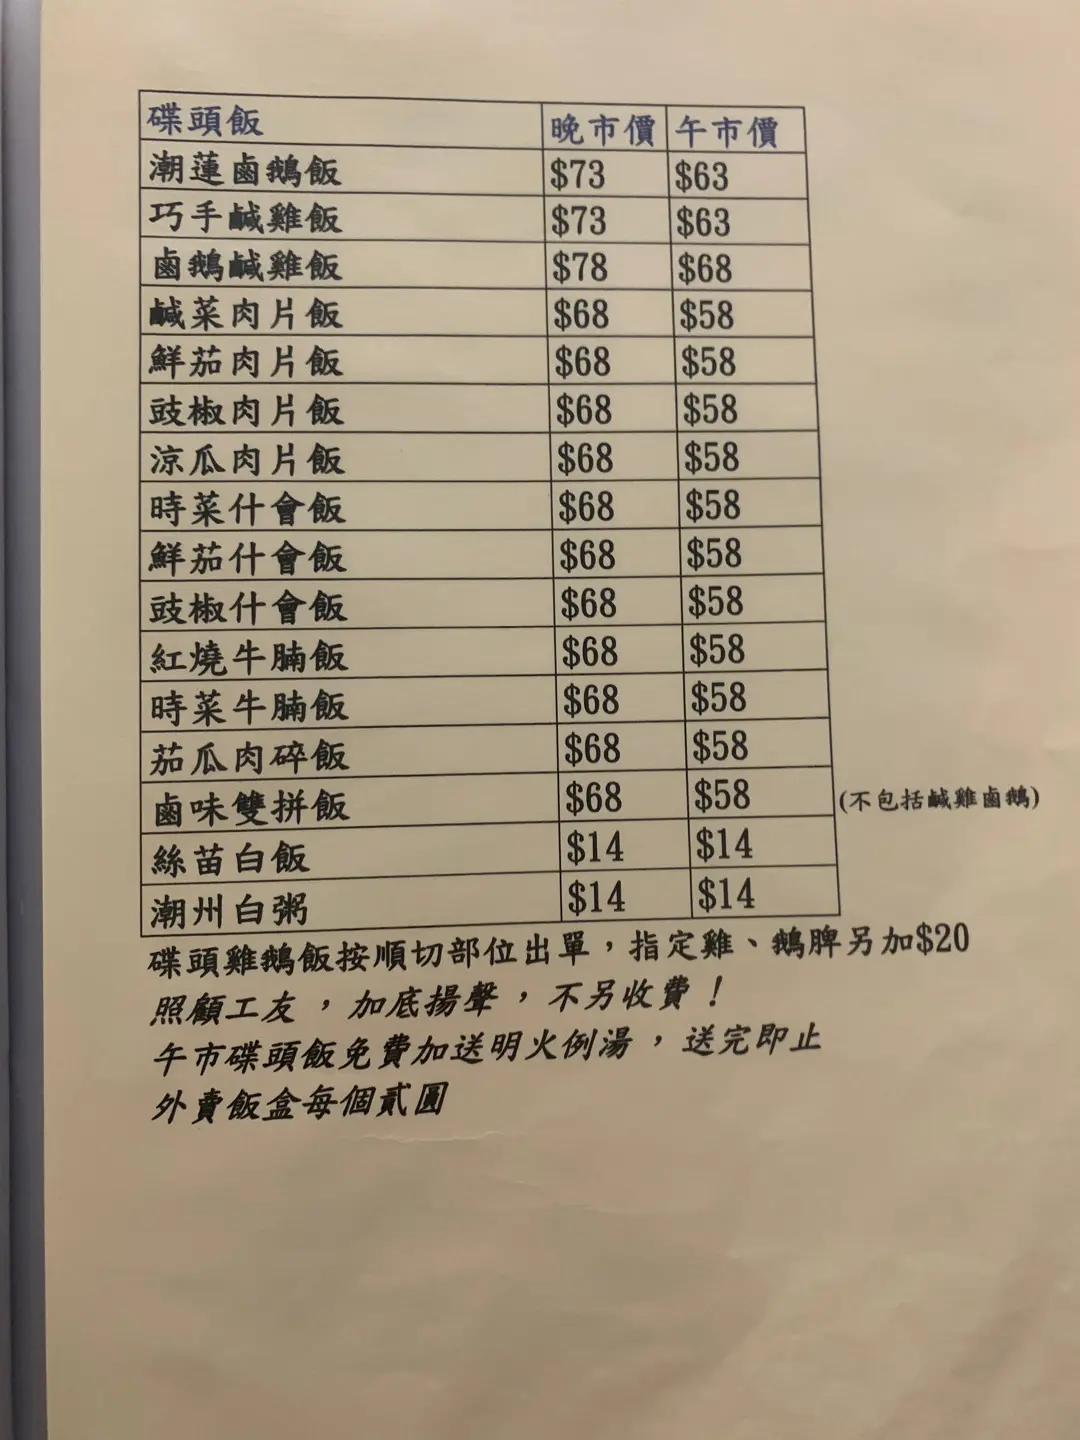 碟頭飯 晚市價 午市價
潮蓮鹵鵝飯 $73 $63
巧手鹹雞飯 $73 $63
鹵鵝鹹雞飯 $78 $68
鹹菜肉片飯 $68 $58
鮮茄肉片飯 $68 $58
豉椒肉片飯 $68 $58
涼瓜肉片飯 $68 $58
時菜什會飯 $68 $58
鮮茄什會飯 $68 $58
豉椒什會飯 $68 $58
紅燒牛腩飯 $68 $58
時菜牛腩飯 $68 $58
茄瓜肉碎飯 $68 $58
鹵味雙拼飯 $68 $58 (不包括鹹雞鹵鵝)
絲苗白飯 $14 $14
潮州白粥 $14 $14
碟頭雞鵝飯按順切部位出單，指定雞、鵝脾另加$20
照顧工友，加底揚聲，不另收費！
午市碟頭飯免費加送明火例湯，送完即止
外賣飯盒每個貳圓